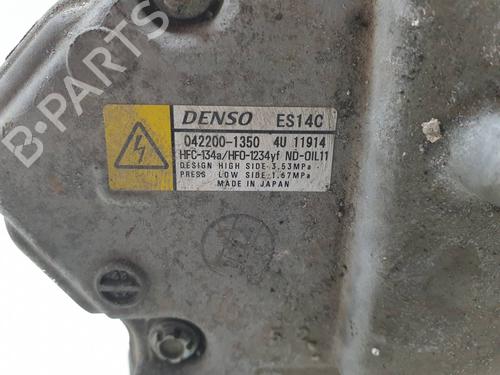 DENSO ES14C
042200-1350 4U 11914
HFC-134a/HFO-1234yf ND-OIL11
DESIGN HIGH SIDE 3.53MPa
PRESS LOW SIDE 1.67MPa
MADE IN JAPAN
B-PARTS